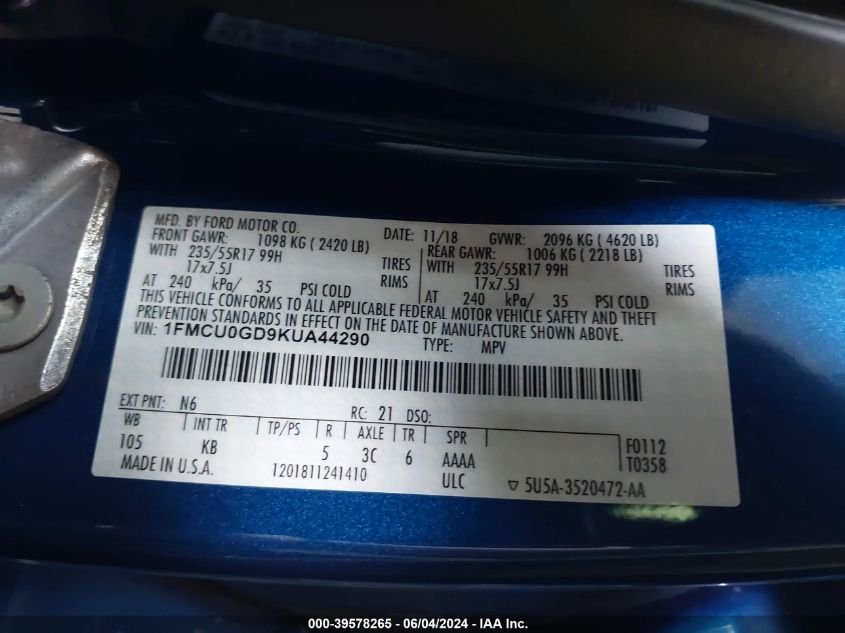 MFD. BY FORD MOTOR CO. DATE: 11/18 GVWR: 2096 KG ( 4620 LB)
FRONT GAWR: 1098 KG ( 2420 LB) REAR GAWR: 1006 KG ( 2218 LB)
WITH 235/55R17 99H TIRES WITH 235/55R17 99H TIRES
17x7.5J RIMS 17x7.5J RIMS
AT 240 kPa/ 35 PSI COLD AT 240 kPa/ 35 PSI COLD
THIS VEHICLE CONFORMS TO ALL APPLICABLE FEDERAL MOTOR VEHICLE SAFETY AND THEFT
PREVENTION STANDARDS IN EFFECT ON THE DATE OF MANUFACTURE SHOWN ABOVE.
VIN: 1FMCU0GD9KUA44290 TYPE: MPV
EXT PNT: N6 RC: 21 DSO:
WB INT TR TP/PS R AXLE TR SPR F0112
105 KB 5 3C 6 AAAA T0358
MADE IN U.S.A. 1201811241410 ULC ▽ 5U5A-3520472-AA
000-39578265 - 06/04/2024 - IAA Inc.